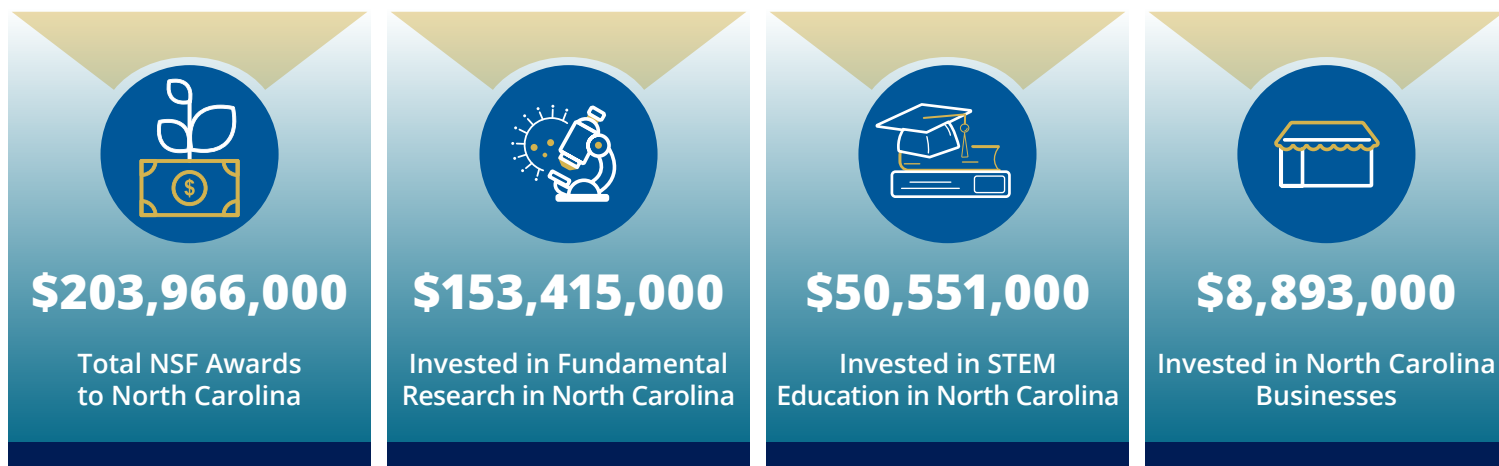 $
$203,966,000
Total NSF Awards
to North Carolina
$153,415,000
Invested in Fundamental
Research in North Carolina
$50,551,000
Invested in STEM
Education in North Carolina
$8,893,000
Invested in North Carolina
Businesses